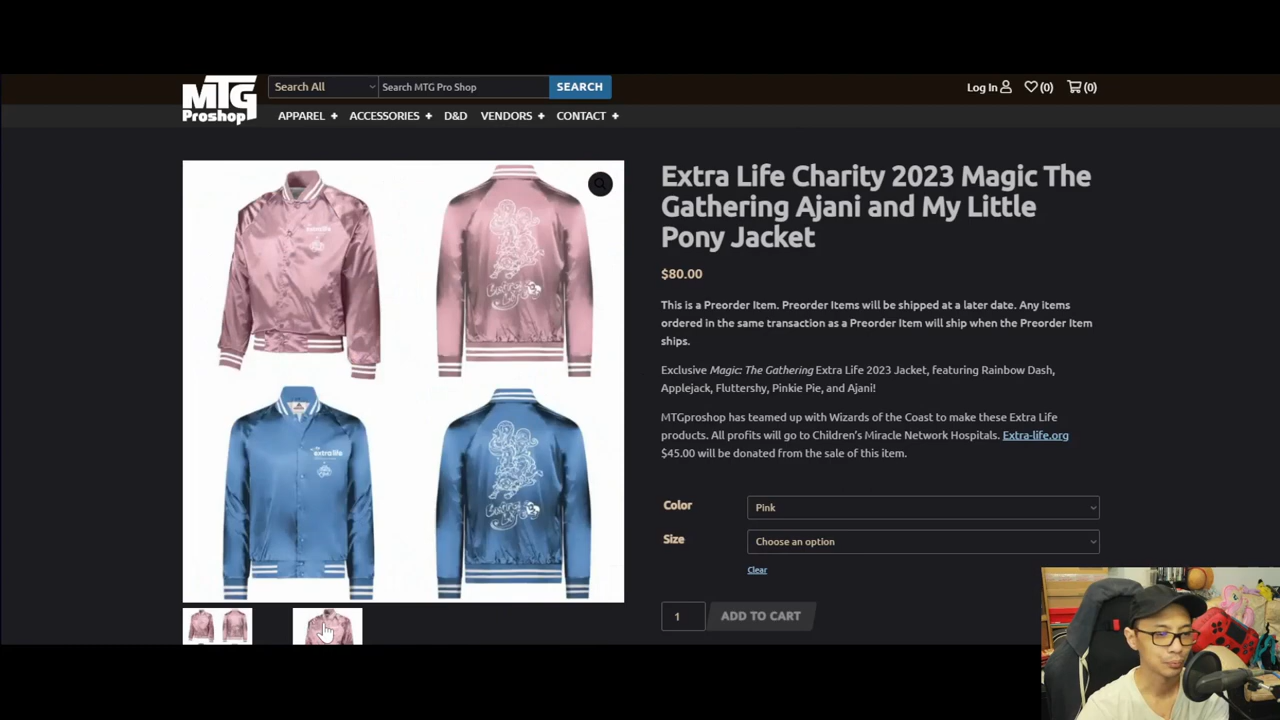 MTG
Proshop
Search All
Search MTG Pro Shop
SEARCH
Log In
(0)
(0)
APPAREL +
ACCESSORIES +
D&D
VENDORS +
CONTACT +
extralife
extralife
Extra Life Charity 2023 Magic The
Gathering Ajani and My Little
Pony Jacket
$80.00
This is a Preorder Item. Preorder Items will be shipped at a later date. Any items
ordered in the same transaction as a Preorder Item will ship when the Preorder Item
ships.
Exclusive Magic: The Gathering Extra Life 2023 Jacket, featuring Rainbow Dash,
Applejack, Fluttershy, Pinkie Pie, and Ajani!
MTGproshop has teamed up with Wizards of the Coast to make these Extra Life
products. All profits will go to Children’s Miracle Network Hospitals. Extra-life.org
$45.00 will be donated from the sale of this item.
Color
Pink
Size
Choose an option
Clear
1
ADD TO CART